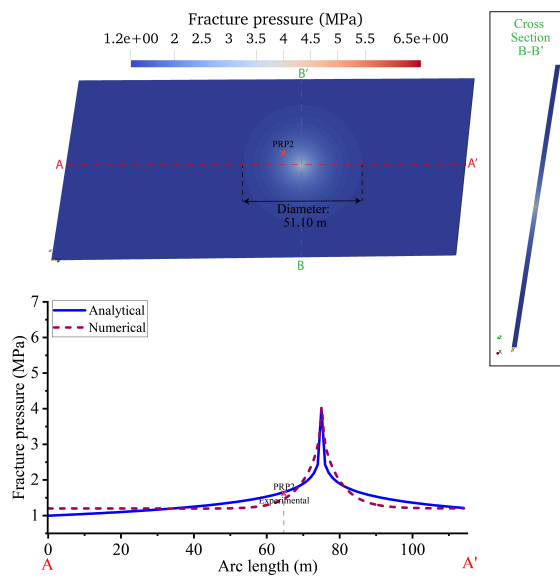 Fracture pressure (MPa)
1.2e+00 2 2.5 3 3.5 4 4.5 5 5.5 6.5e+00
B'
PRP2
A
A'
Diameter:
51.10 m
B
Cross
Section
B-B'
z
x
Analytical
Numerical
Fracture pressure (MPa)
7
6
5
4
3
2
1
PRP2
Experimental
0 20 40 60 80 100
A
Arc length (m)
A'